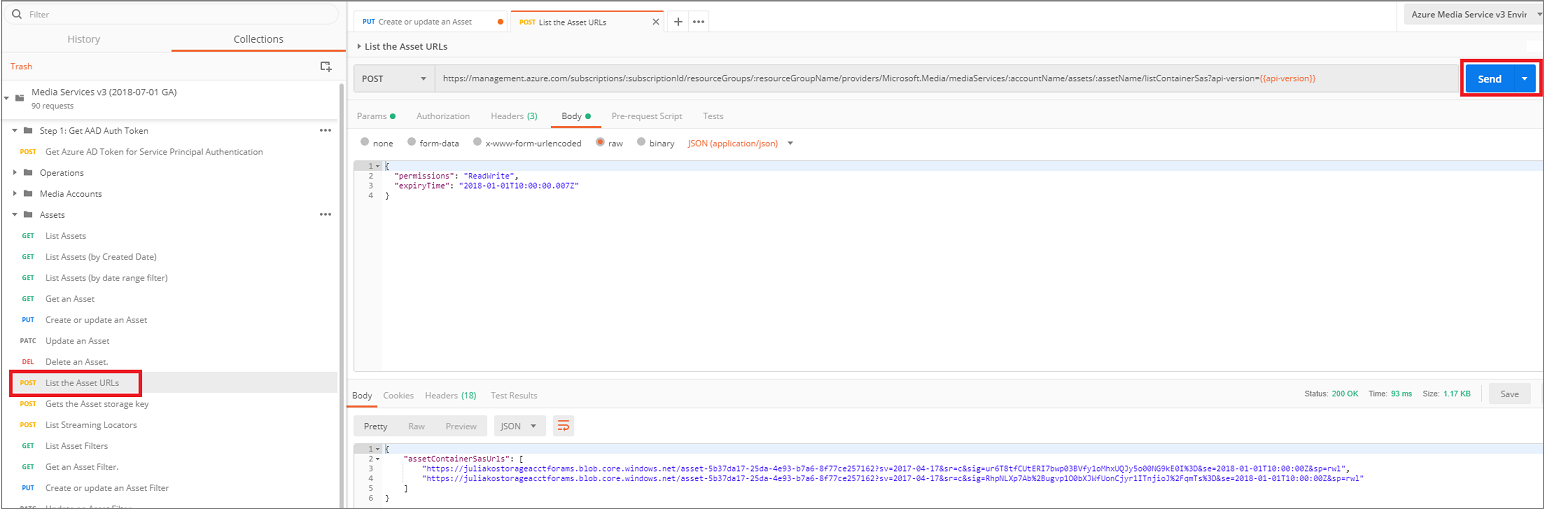 Filter
History Collections
Trash
Media Services v3 (2018-07-01 GA)
90 requests
Step 1: Get AAD Auth Token
POST Get Azure AD Token for Service Principal Authentication
Operations
Media Accounts
Assets
GET List Assets
GET List Assets (by Created Date)
GET List Assets (by date range filter)
GET Get an Asset
PUT Create or update an Asset
PATC Update an Asset
DEL Delete an Asset.
POST List the Asset URLs
POST Gets the Asset storage key
POST List Streaming Locators
GET List Asset Filters
GET Get an Asset Filter.
PUT Create or update an Asset Filter
PATC Update an Asset Filter
PUT Create or update an Asset
POST List the Asset URLs
Azure Media Service v3 Envir
List the Asset URLs
POST https://management.azure.com/subscriptions/:subscriptionId/resourceGroups/:resourceGroupName/providers/Microsoft.Media/mediaServices/:accountName/assets/:assetName/listContainerSas?api-version={{api-version}} Send
Params Authorization Headers (3) Body Pre-request Script Tests
none form-data x-www-form-urlencoded raw binary JSON (application/json)
1 {
2 "permissions": "ReadWrite",
3 "expiryTime": "2018-01-01T10:00:00.007Z"
4 }
Body Cookies Headers (18) Test Results Status: 200 OK Time: 93 ms Size: 1.17 KB Save
Pretty Raw Preview JSON
1 {
2 "assetContainerSasUrls": [
3 "https://juliakostorageacctforams.blob.core.windows.net/asset-5b37da17-25da-4e93-b7a6-8f77ce257162?sv=2017-04-17&sr=c&sig=ur6T8tfCUtERI7bwp03BVfy1oMhxUQJy5o00NG9kE0I%3D&se=2018-01-01T10:00:00Z&sp=rwl",
4 "https://juliakostorageacctforams.blob.core.windows.net/asset-5b37da17-25da-4e93-b7a6-8f77ce257162?sv=2017-04-17&sr=c&sig=RhpNLXp7Ab%2Bugvp1O0bXJWfUonCjyr1ITnjioJ%2FqmTs%3D&se=2018-01-01T10:00:00Z&sp=rwl"
5 ]
6 }